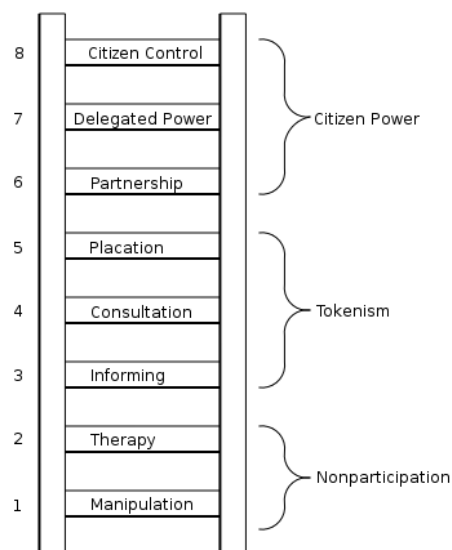 8 Citizen Control
7 Delegated Power Citizen Power
6 Partnership
5 Placation
4 Consultation Tokenism
3 Informing
2 Therapy
Nonparticipation
1 Manipulation